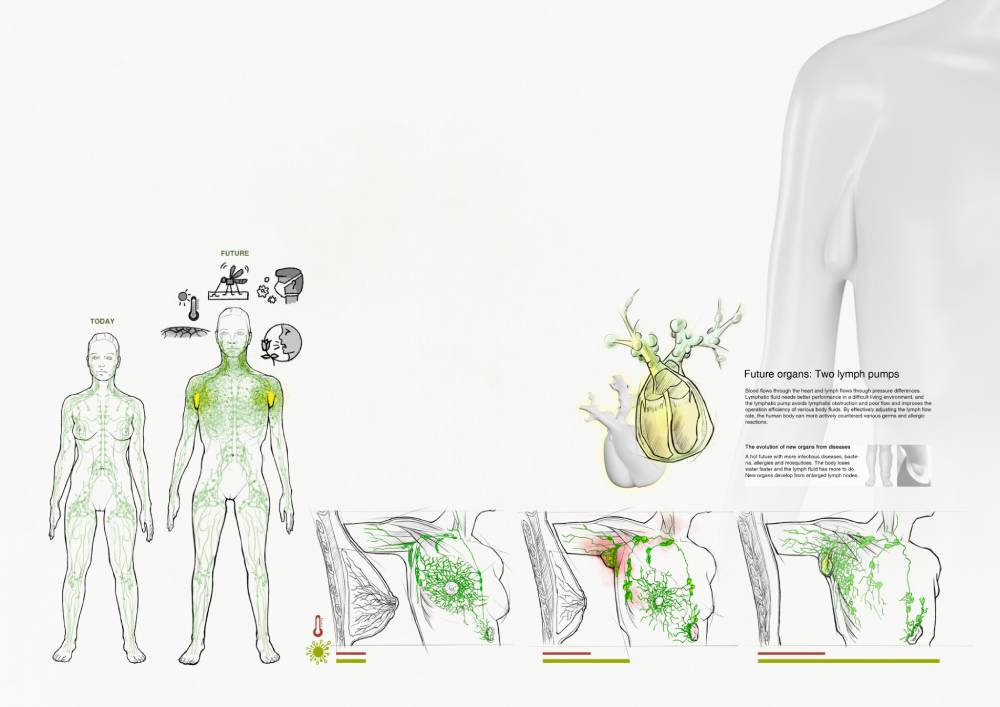 FUTURE
TODAY
Future organs: Two lymph pumps
Blood flows through the heart and lymph flows through pressure differences.
Lymphatic fluid needs better performance in a difficult living environment, and
the lymphatic pump avoids lymphatic obstruction and poor flow and improves the
operation efficiency of various body fluids. By effectively adjusting the lymph flow
rate, the human body can more actively counteract various germs and allergic
reactions.
The evolution of new organs from diseases
A hot future with more infectious diseases, bacte-
ria, allergies and mosquitoes. The body loses
water faster and the lymph fluid has more to do.
New organs develop from enlarged lymph nodes.